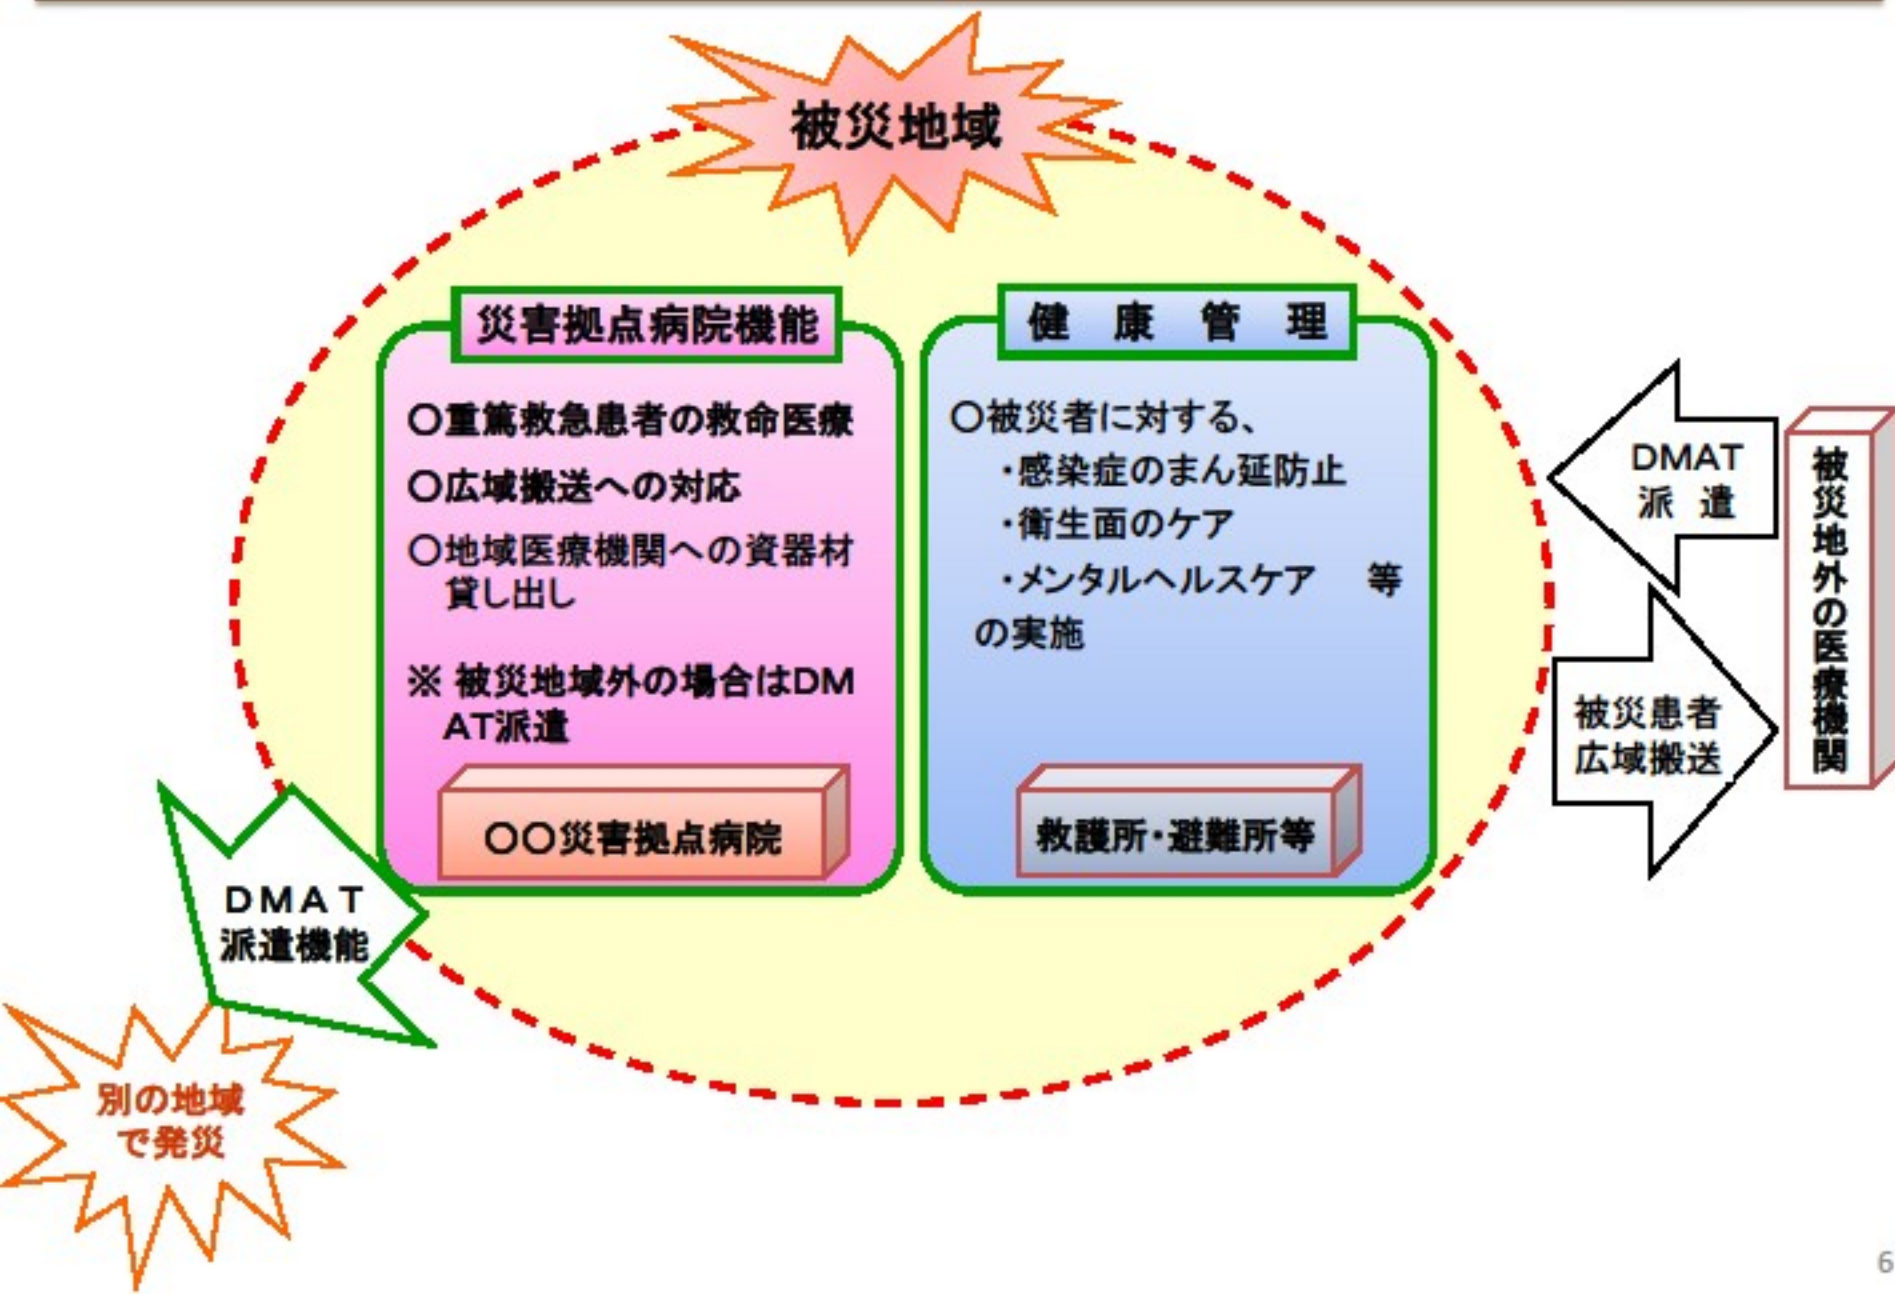 被災地域
災害拠点病院機能
〇重篤救急患者の救命医療
〇広域搬送への対応
〇地域医療機関への資器材
貸し出し
※ 被災地域外の場合はDM
AT派遣
〇〇災害拠点病院
健 康 管 理
〇被災者に対する、
・感染症のまん延防止
・衛生面のケア
・メンタルヘルスケア 等
の実施
救護所・避難所等
DMAT
派 遣
被災患者
広域搬送
被災地外の医療機関
DMAT
派遣機能
別の地域
で発災
6